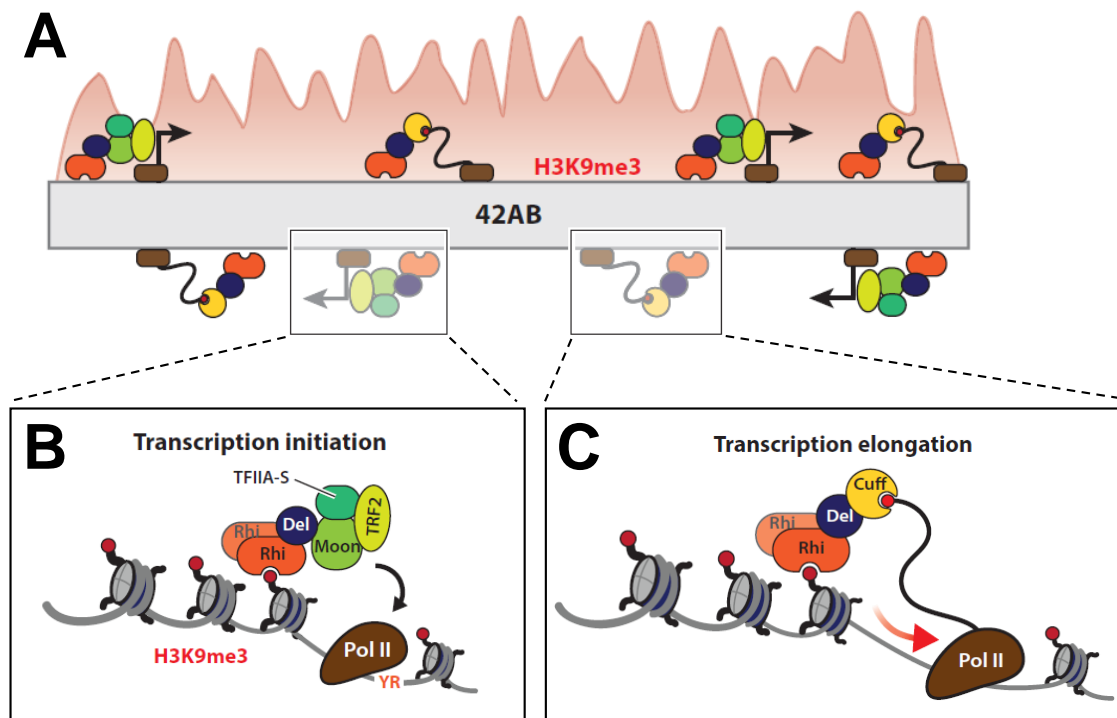 A
H3K9me3
42AB
B
Transcription initiation
TFIIA-S
TRF2
Del
Rhi
Rhi
Moon
H3K9me3
Pol II
YR
C
Transcription elongation
Cuff
Del
Rhi
Rhi
Pol II